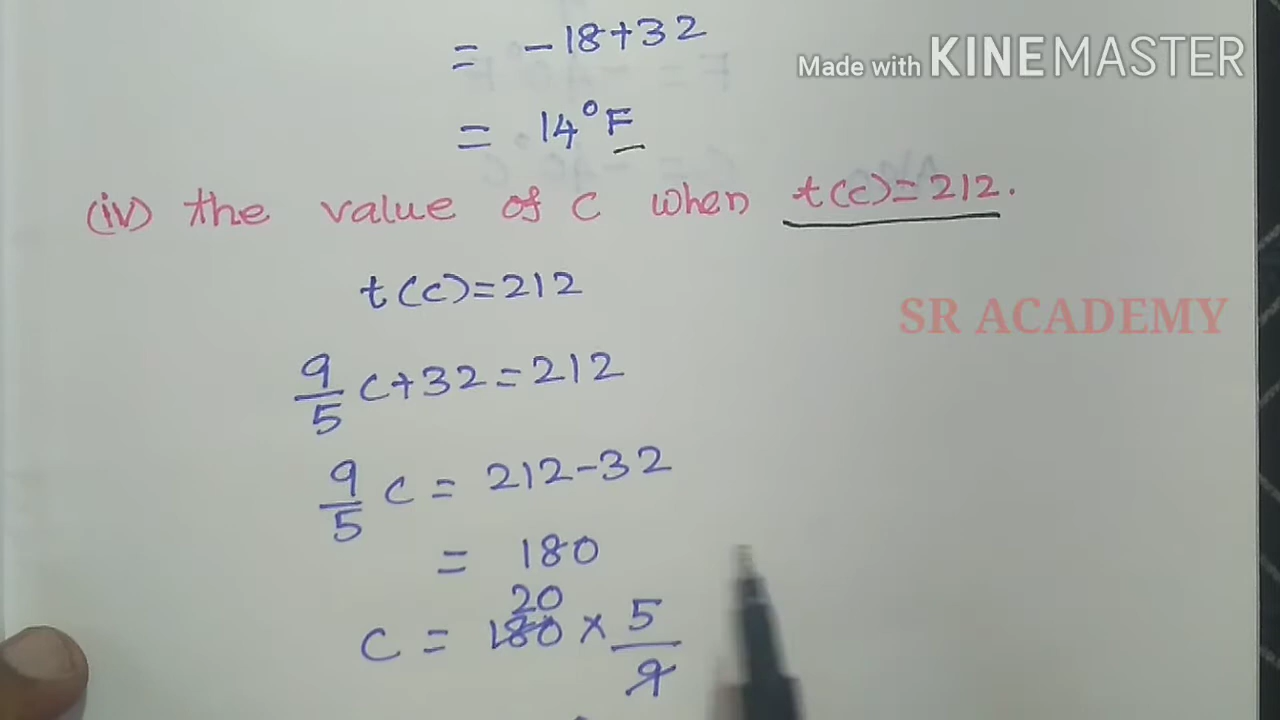 = -18+32
Made with KINEMASTER
= 14°F
(iv) the value of C when t(c)=212.
t(c)=212
SR ACADEMY
9/5 C+32=212
9/5 C = 212-32
= 180
20
C = 180 × 5/9